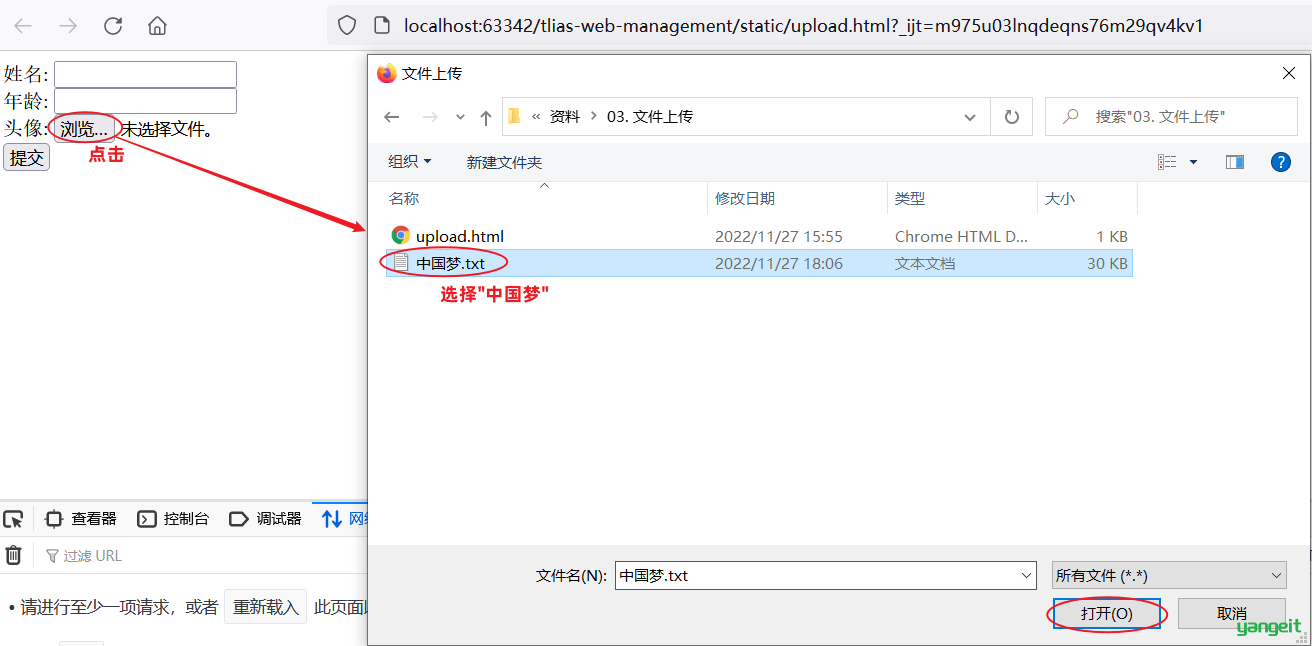 localhost:63342/tlias-web-management/static/upload.html?_ijt=m975u03lnqdeqns76m29qv4kv1
姓名:
年龄:
头像: 浏览... 未选择文件。
点击
提交
文件上传
« 资料 › 03. 文件上传
搜索"03. 文件上传"
组织 新建文件夹
名称 修改日期 类型 大小
upload.html 2022/11/27 15:55 Chrome HTML D... 1 KB
中国梦.txt 2022/11/27 18:06 文本文档 30 KB
选择"中国梦"
文件名(N): 中国梦.txt 所有文件 (*.*)
打开(O) 取消
查看器 控制台 调试器 网络
过滤 URL
• 请进行至少一项请求，或者 重新载入 此页面
yangeit